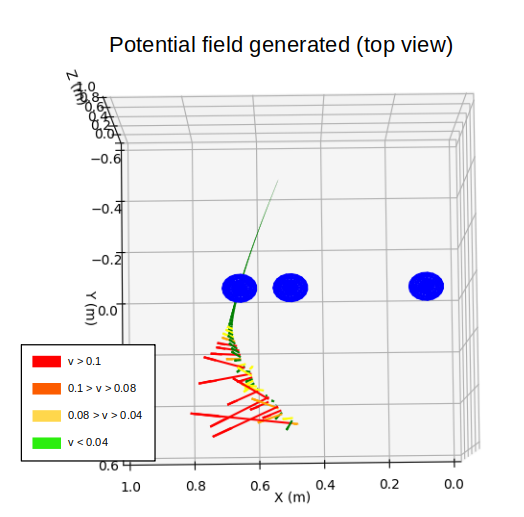 Potential field generated (top view)
Z (m)
1.0
0.8
0.6
0.4
0.2
0.0
−0.6
−0.4
−0.2
0.0
0.6
Y (m)
v > 0.1
0.1 > v > 0.08
0.08 > v > 0.04
v < 0.04
1.0 0.8 0.6 0.4 0.2 0.0
X (m)